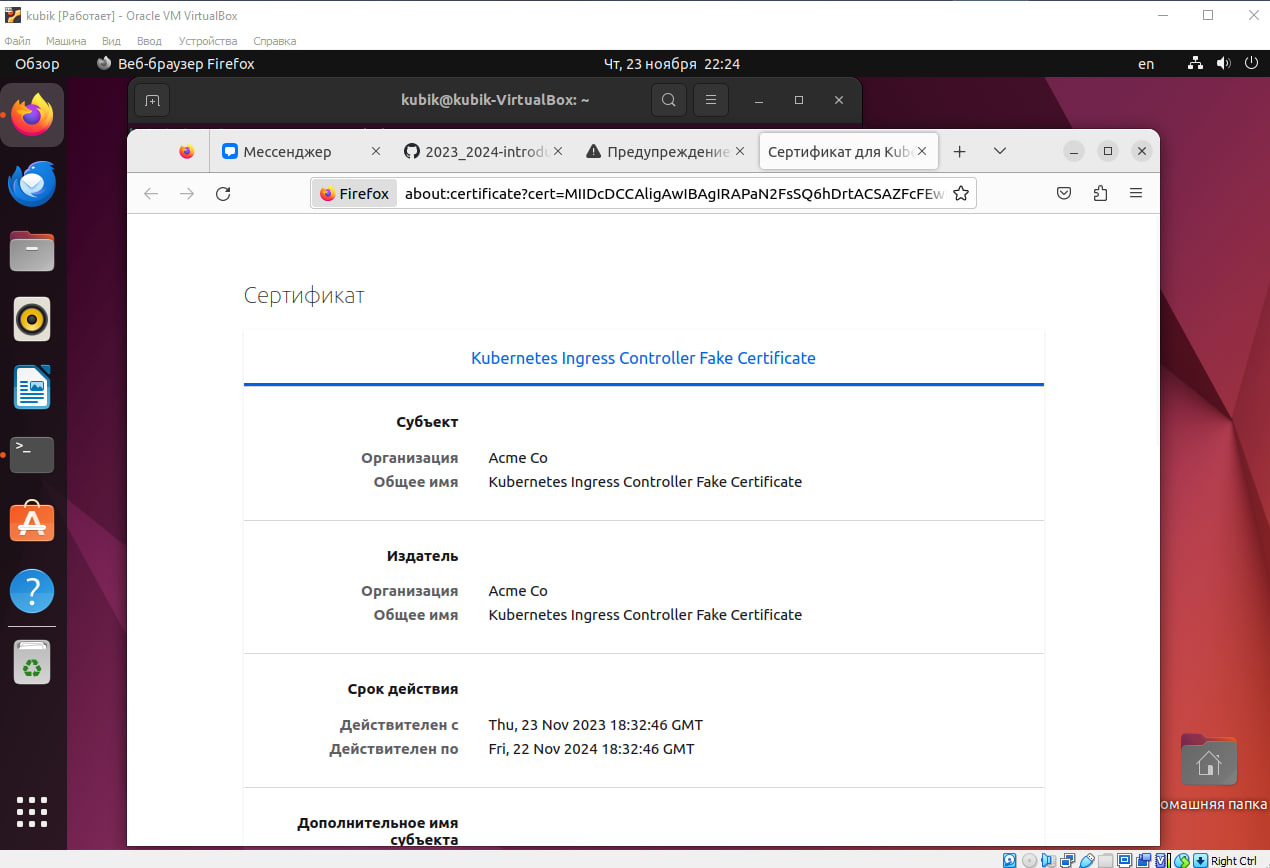 kubik [Работает] - Oracle VM VirtualBox
Файл Машина Вид Ввод Устройства Справка
Обзор Веб-браузер Firefox Чт, 23 ноября 22:24 en
kubik@kubik-VirtualBox: ~
Мессенджер 2023_2024-introdu Предупреждение Сертификат для Kube
Firefox about:certificate?cert=MIIDcDCCAligAwIBAgIRAPaN2FsSQ6hDrtACSAZFcFEw
Сертификат
Kubernetes Ingress Controller Fake Certificate
Субъект
Организация Acme Co
Общее имя Kubernetes Ingress Controller Fake Certificate
Издатель
Организация Acme Co
Общее имя Kubernetes Ingress Controller Fake Certificate
Срок действия
Действителен с Thu, 23 Nov 2023 18:32:46 GMT
Действителен по Fri, 22 Nov 2024 18:32:46 GMT
омашняя папка
Дополнительное имя
субъекта
Right Ctrl